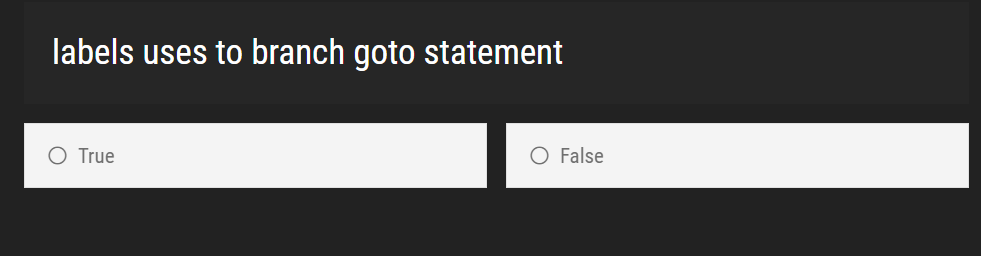 labels uses to branch goto statement
True
False